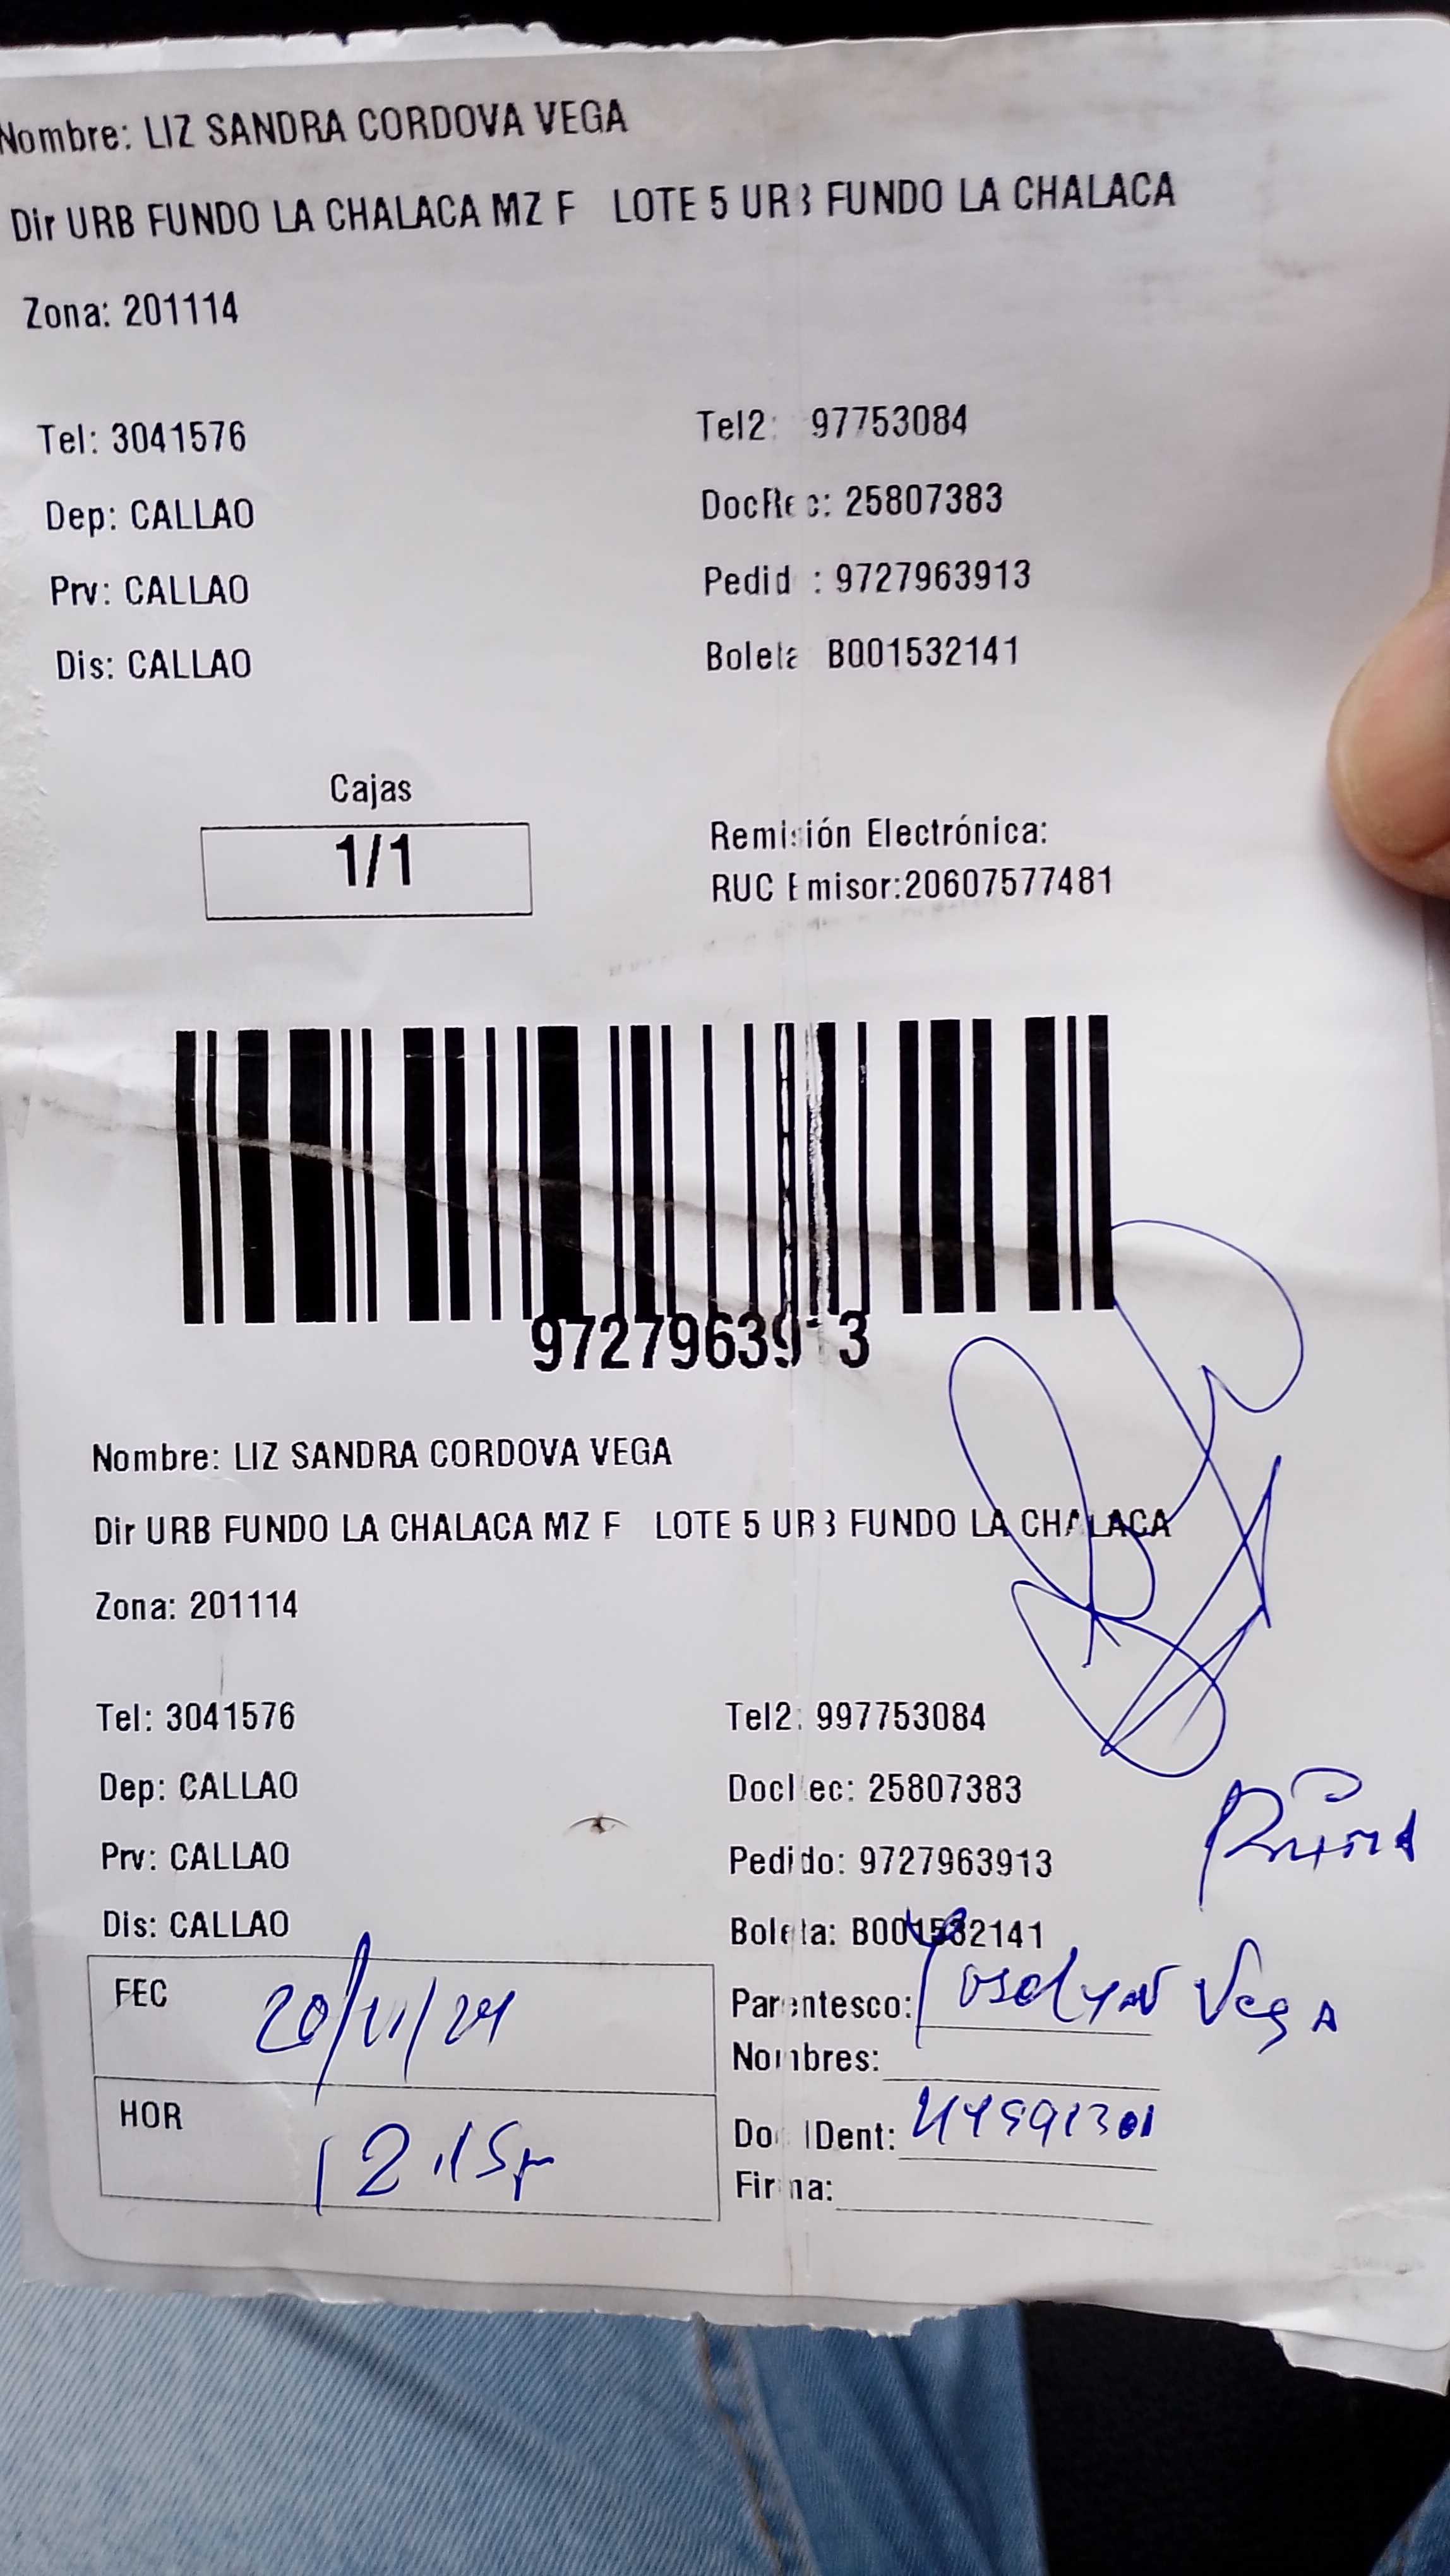 Nombre: LIZ SANDRA CORDOVA VEGA
Dir URB FUNDO LA CHALACA MZ F LOTE 5 URB FUNDO LA CHALACA
Zona: 201114
Tel: 3041576 Tel2: 97753084
Dep: CALLAO DocRec: 25807383
Prv: CALLAO Pedid : 9727963913
Dis: CALLAO Boleta B001532141
Cajas
1/1
Remisión Electrónica:
RUC Emisor:20607577481
9727963913
Nombre: LIZ SANDRA CORDOVA VEGA
Dir URB FUNDO LA CHALACA MZ F LOTE 5 URB FUNDO LA CHALACA
Zona: 201114
Tel: 3041576 Tel2: 997753084
Dep: CALLAO DocRec: 25807383
Prv: CALLAO Pedido: 9727963913
Dis: CALLAO Boleta: B001532141
FEC 20/11/24
Parentesco: Yoselyn Vega
Nombres:
HOR 12:15pm
Doc IDent: 44591301
Firma: